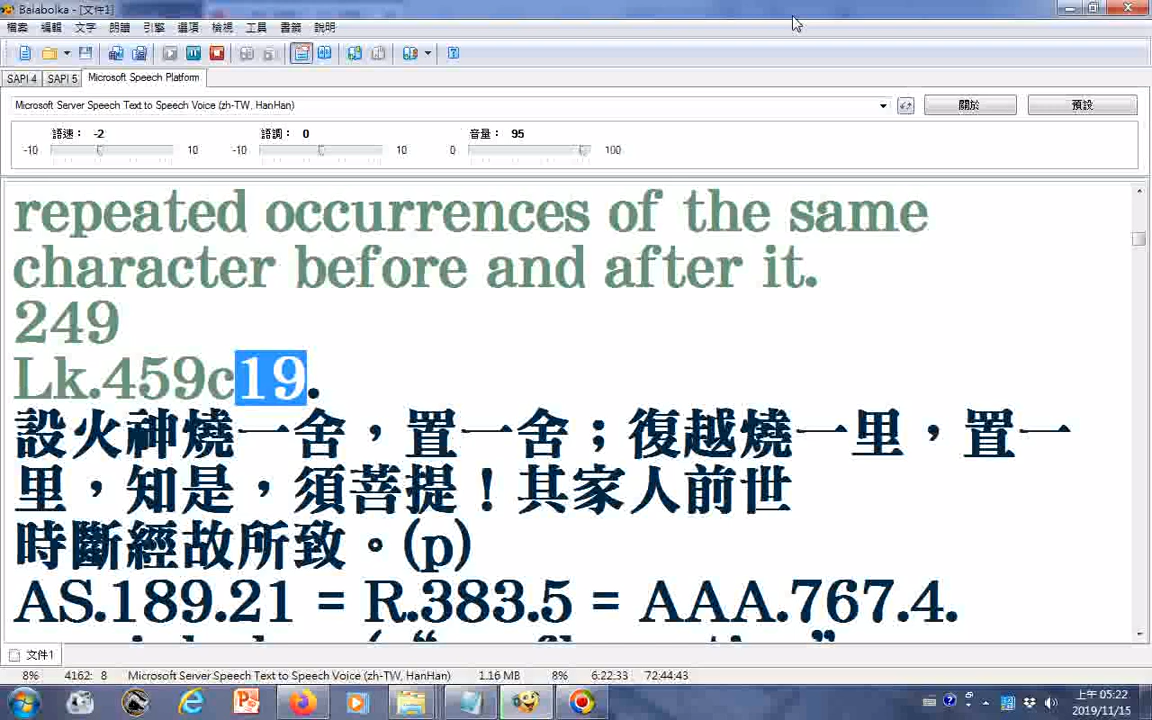 Balabolka - [文件1]
檔案 編輯 文字 朗讀 引擎 選項 檢視 工具 書籤 說明
SAPI 4 SAPI 5 Microsoft Speech Platform
Microsoft Server Speech Text to Speech Voice (zh-TW, HanHan) 關於 預設
語速： -2 語調： 0 音量： 95
-10 10 -10 10 0 100
repeated occurrences of the same
character before and after it.
249
Lk.459c19.
設火神燒一舍，置一舍；復越燒一里，置一
里，知是，須菩提！其家人前世
時斷經故所致。(p)
AS.189.21 = R.383.5 = AAA.767.4.
文件1
8% 4162: 8 Microsoft Server Speech Text to Speech Voice (zh-TW, HanHan) 1.16 MB 8% 6:22:33 72:44:43
上午 05:22
2019/11/15